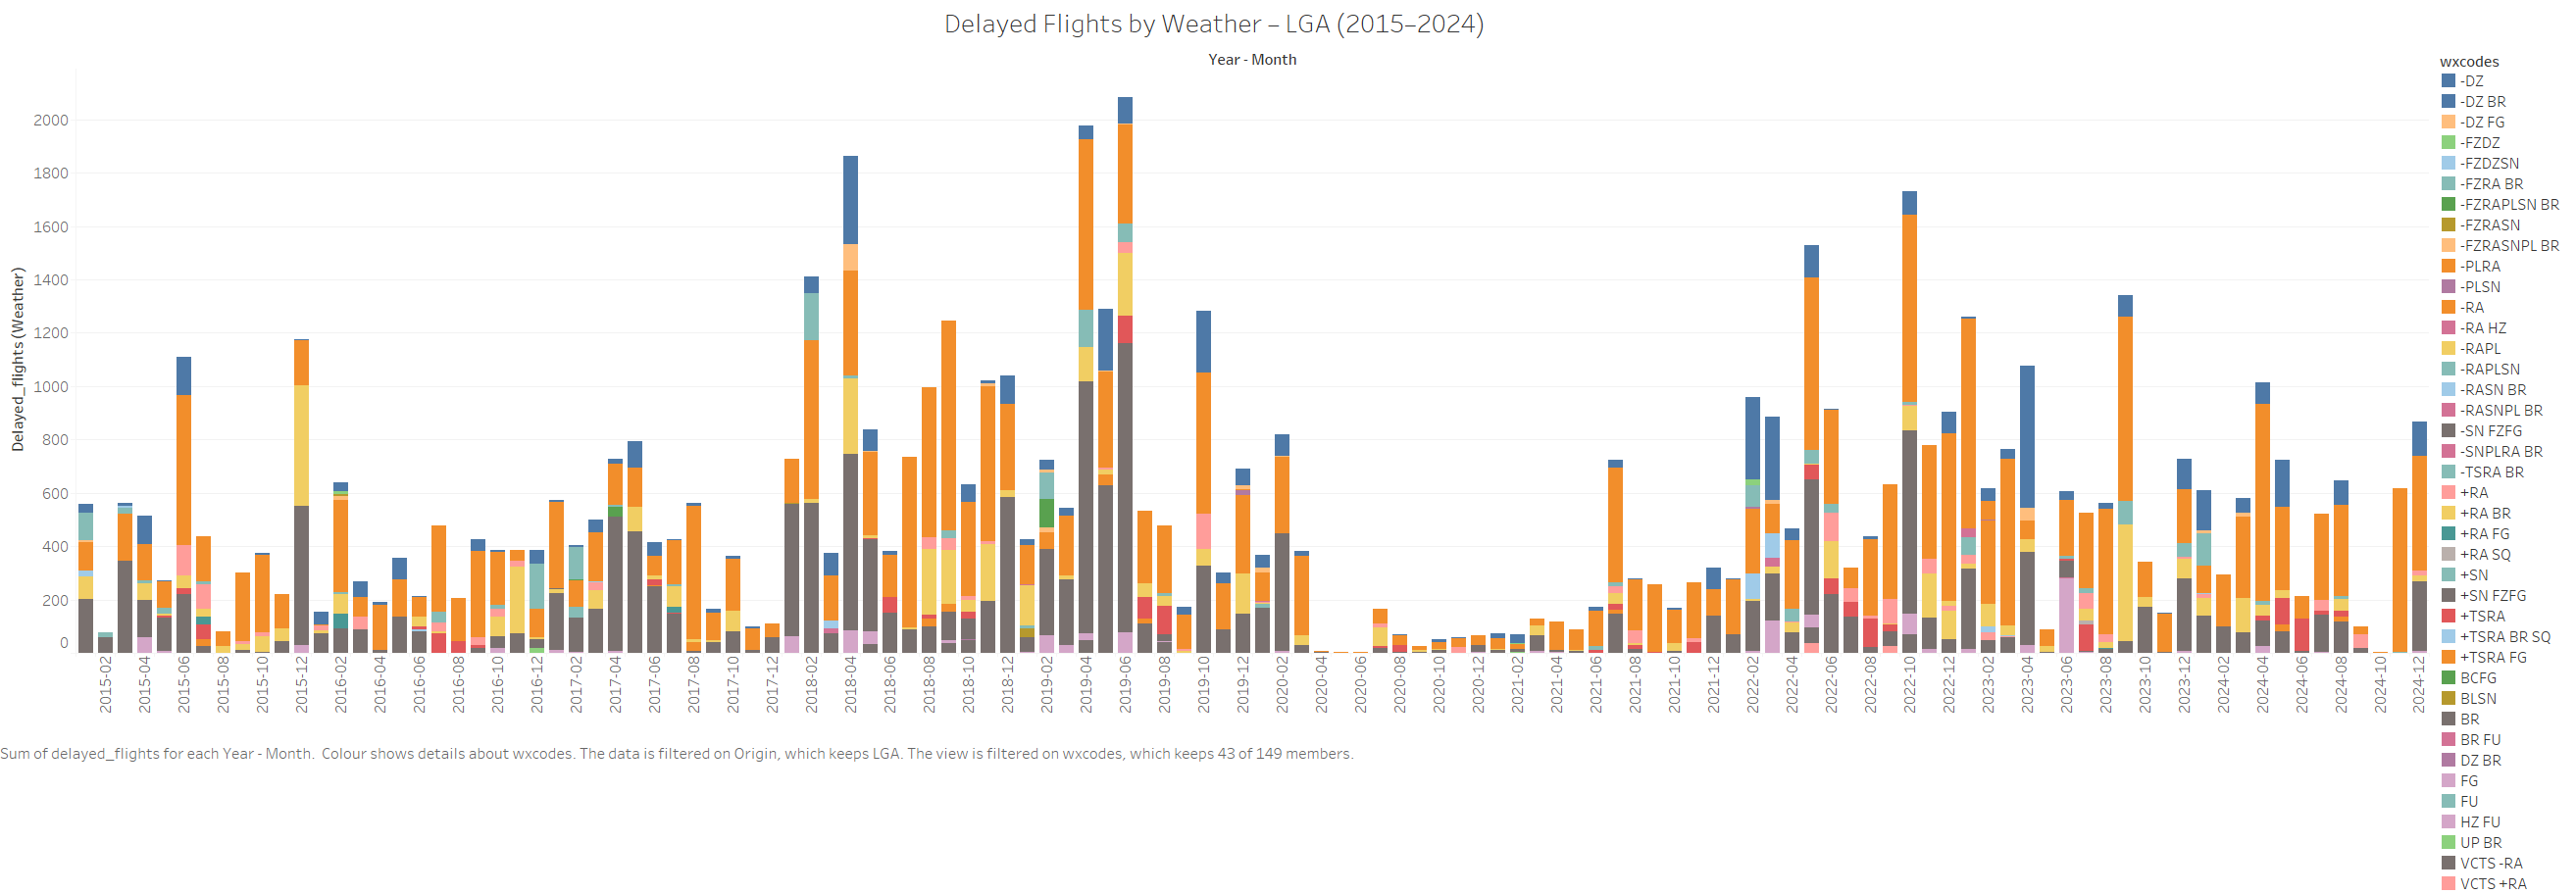 Delayed Flights by Weather – LGA (2015–2024)
Year - Month
Delayed_flights (Weather)
2000
1800
1600
1400
1200
1000
800
600
400
200
0
2015-02
2015-04
2015-06
2015-08
2015-10
2015-12
2016-02
2016-04
2016-06
2016-08
2016-10
2016-12
2017-02
2017-04
2017-06
2017-08
2017-10
2017-12
2018-02
2018-04
2018-06
2018-08
2018-10
2018-12
2019-02
2019-04
2019-06
2019-08
2019-10
2019-12
2020-02
2020-04
2020-06
2020-08
2020-10
2020-12
2021-02
2021-04
2021-06
2021-08
2021-10
2021-12
2022-02
2022-04
2022-06
2022-08
2022-10
2022-12
2023-02
2023-04
2023-06
2023-08
2023-10
2023-12
2024-02
2024-04
2024-06
2024-08
2024-10
2024-12
wxcodes
-DZ
-DZ BR
-DZ FG
-FZDZ
-FZDZSN
-FZRA BR
-FZRAPLSN BR
-FZRASN
-FZRASNPL BR
-PLRA
-PLSN
-RA
-RA HZ
-RAPL
-RAPLSN
-RASN BR
-RASNPL BR
-SN FZFG
-SNPLRA BR
-TSRA BR
+RA
+RA BR
+RA FG
+RA SQ
+SN
+SN FZFG
+TSRA
+TSRA BR SQ
+TSRA FG
BCFG
BLSN
BR
BR FU
DZ BR
FG
FU
HZ FU
UP BR
VCTS -RA
VCTS +RA
Sum of delayed_flights for each Year - Month.  Colour shows details about wxcodes. The data is filtered on Origin, which keeps LGA. The view is filtered on wxcodes, which keeps 43 of 149 members.